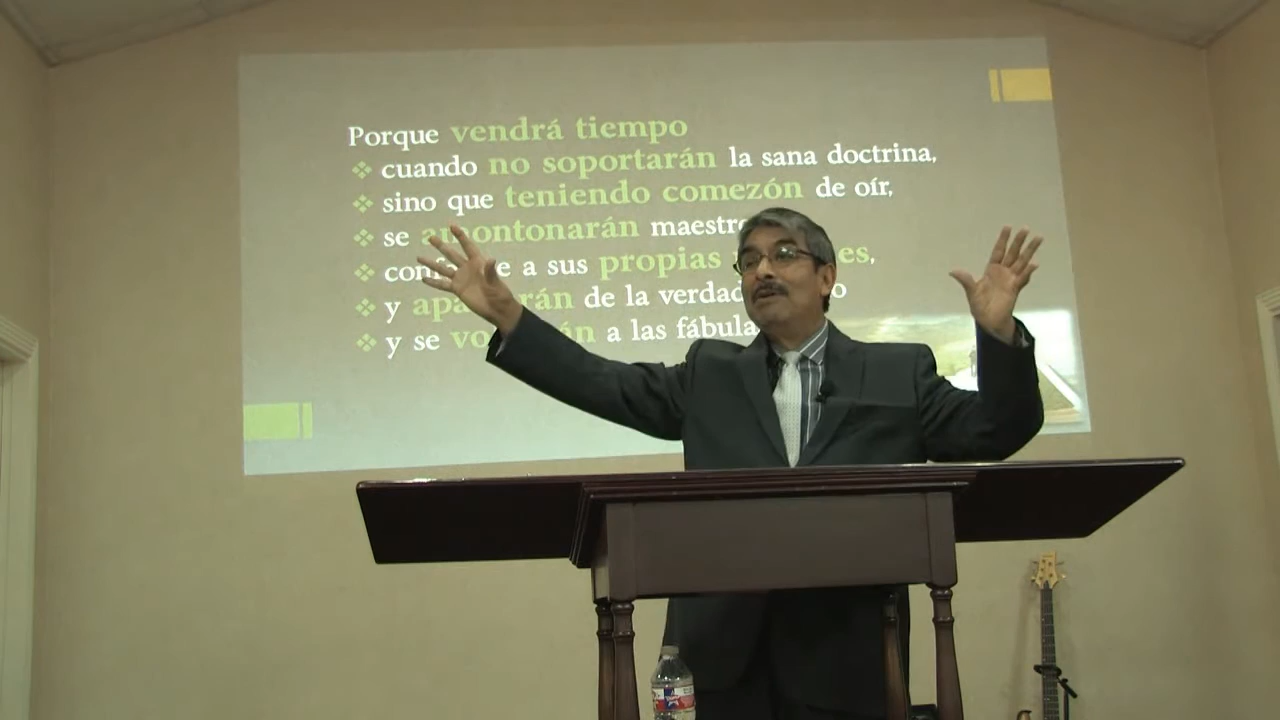 Porque vendrá tiempo
❖ cuando no soportarán la sana doctrina,
❖ sino que teniendo comezón de oír,
❖ se amontonarán
❖ a sus propias
❖ y de la
❖ y se a las